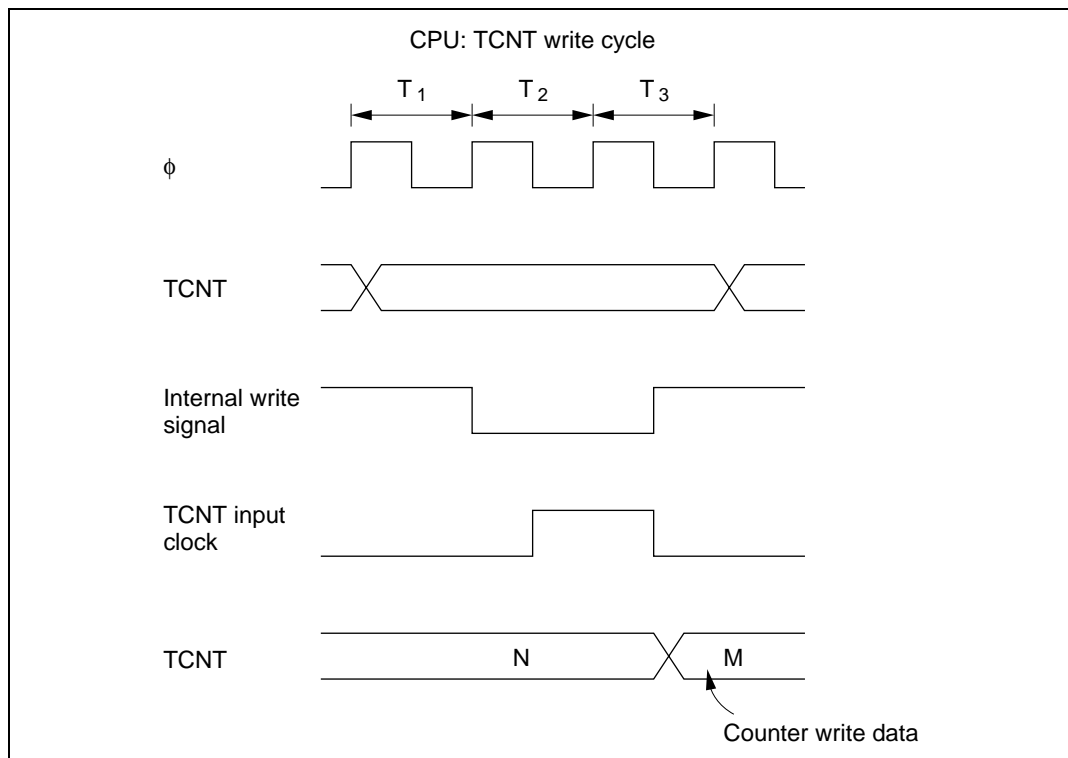 CPU: TCNT write cycle
T1 T2 T3
ϕ
TCNT
Internal write
signal
TCNT input
clock
TCNT N M
Counter write data